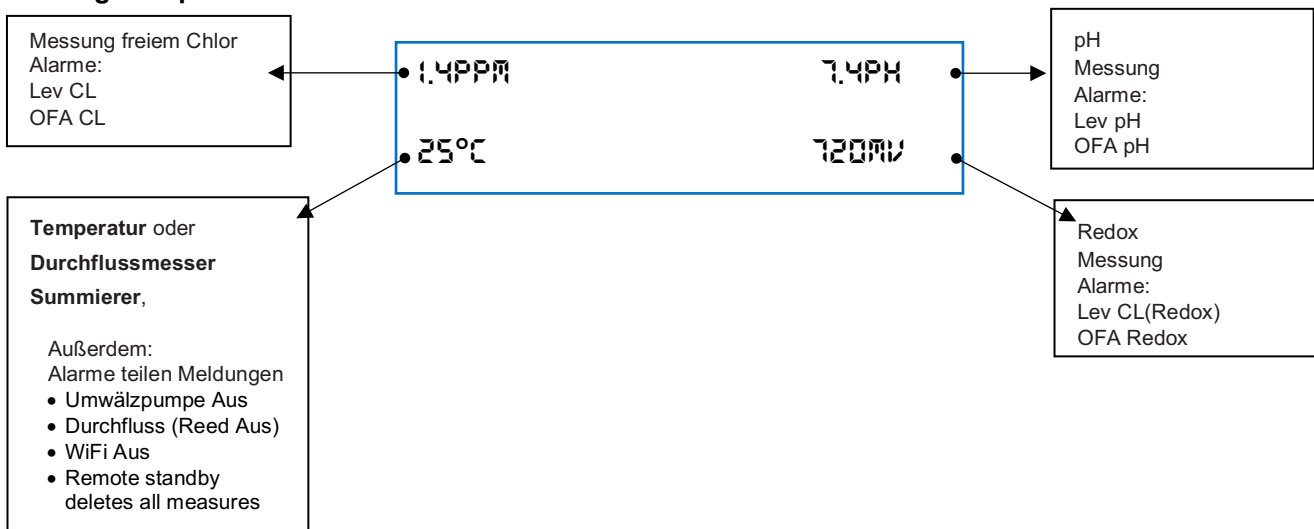 Messung freiem Chlor
Alarme:
Lev CL
OFA CL
1.4PPM
7.4PH
25°C
720MV
pH
Messung
Alarme:
Lev pH
OFA pH
Temperatur oder
Durchflussmesser
Summierer,
Außerdem:
Alarme teilen Meldungen
• Umwälzpumpe Aus
• Durchfluss (Reed Aus)
• WiFi Aus
• Remote standby
deletes all measures
Redox
Messung
Alarme:
Lev CL(Redox)
OFA Redox